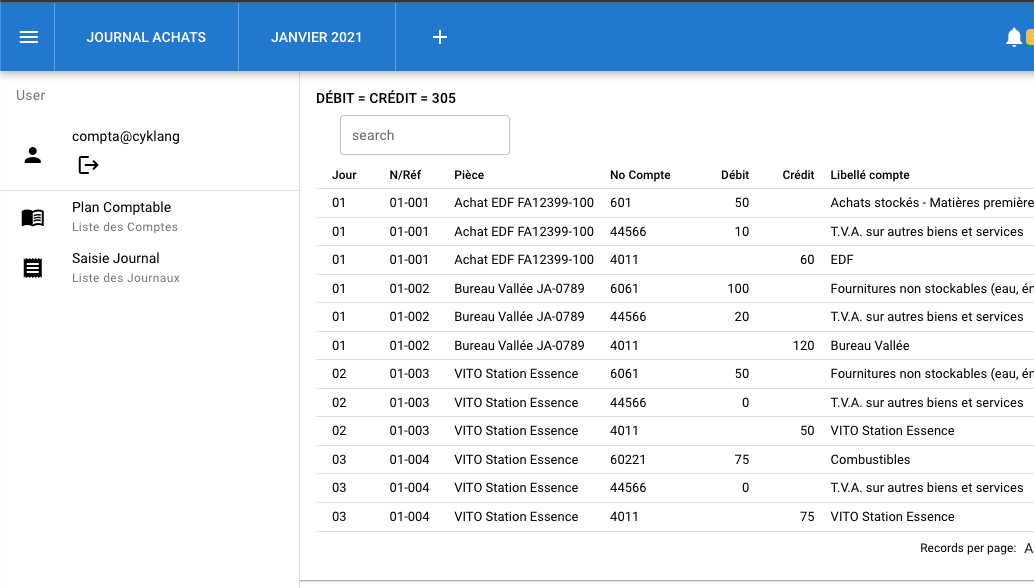 JOURNAL ACHATS JANVIER 2021 +
User
compta@cyklang
Plan Comptable
Liste des Comptes
Saisie Journal
Liste des Journaux
DÉBIT = CRÉDIT = 305
search
Jour N/Réf Pièce No Compte Débit Crédit Libellé compte
01 01-001 Achat EDF FA12399-100 601 50 Achats stockés - Matières première
01 01-001 Achat EDF FA12399-100 44566 10 T.V.A. sur autres biens et services
01 01-001 Achat EDF FA12399-100 4011 60 EDF
01 01-002 Bureau Vallée JA-0789 6061 100 Fournitures non stockables (eau, én
01 01-002 Bureau Vallée JA-0789 44566 20 T.V.A. sur autres biens et services
01 01-002 Bureau Vallée JA-0789 4011 120 Bureau Vallée
02 01-003 VITO Station Essence 6061 50 Fournitures non stockables (eau, én
02 01-003 VITO Station Essence 44566 0 T.V.A. sur autres biens et services
02 01-003 VITO Station Essence 4011 50 VITO Station Essence
03 01-004 VITO Station Essence 60221 75 Combustibles
03 01-004 VITO Station Essence 44566 0 T.V.A. sur autres biens et services
03 01-004 VITO Station Essence 4011 75 VITO Station Essence
Records per page: A